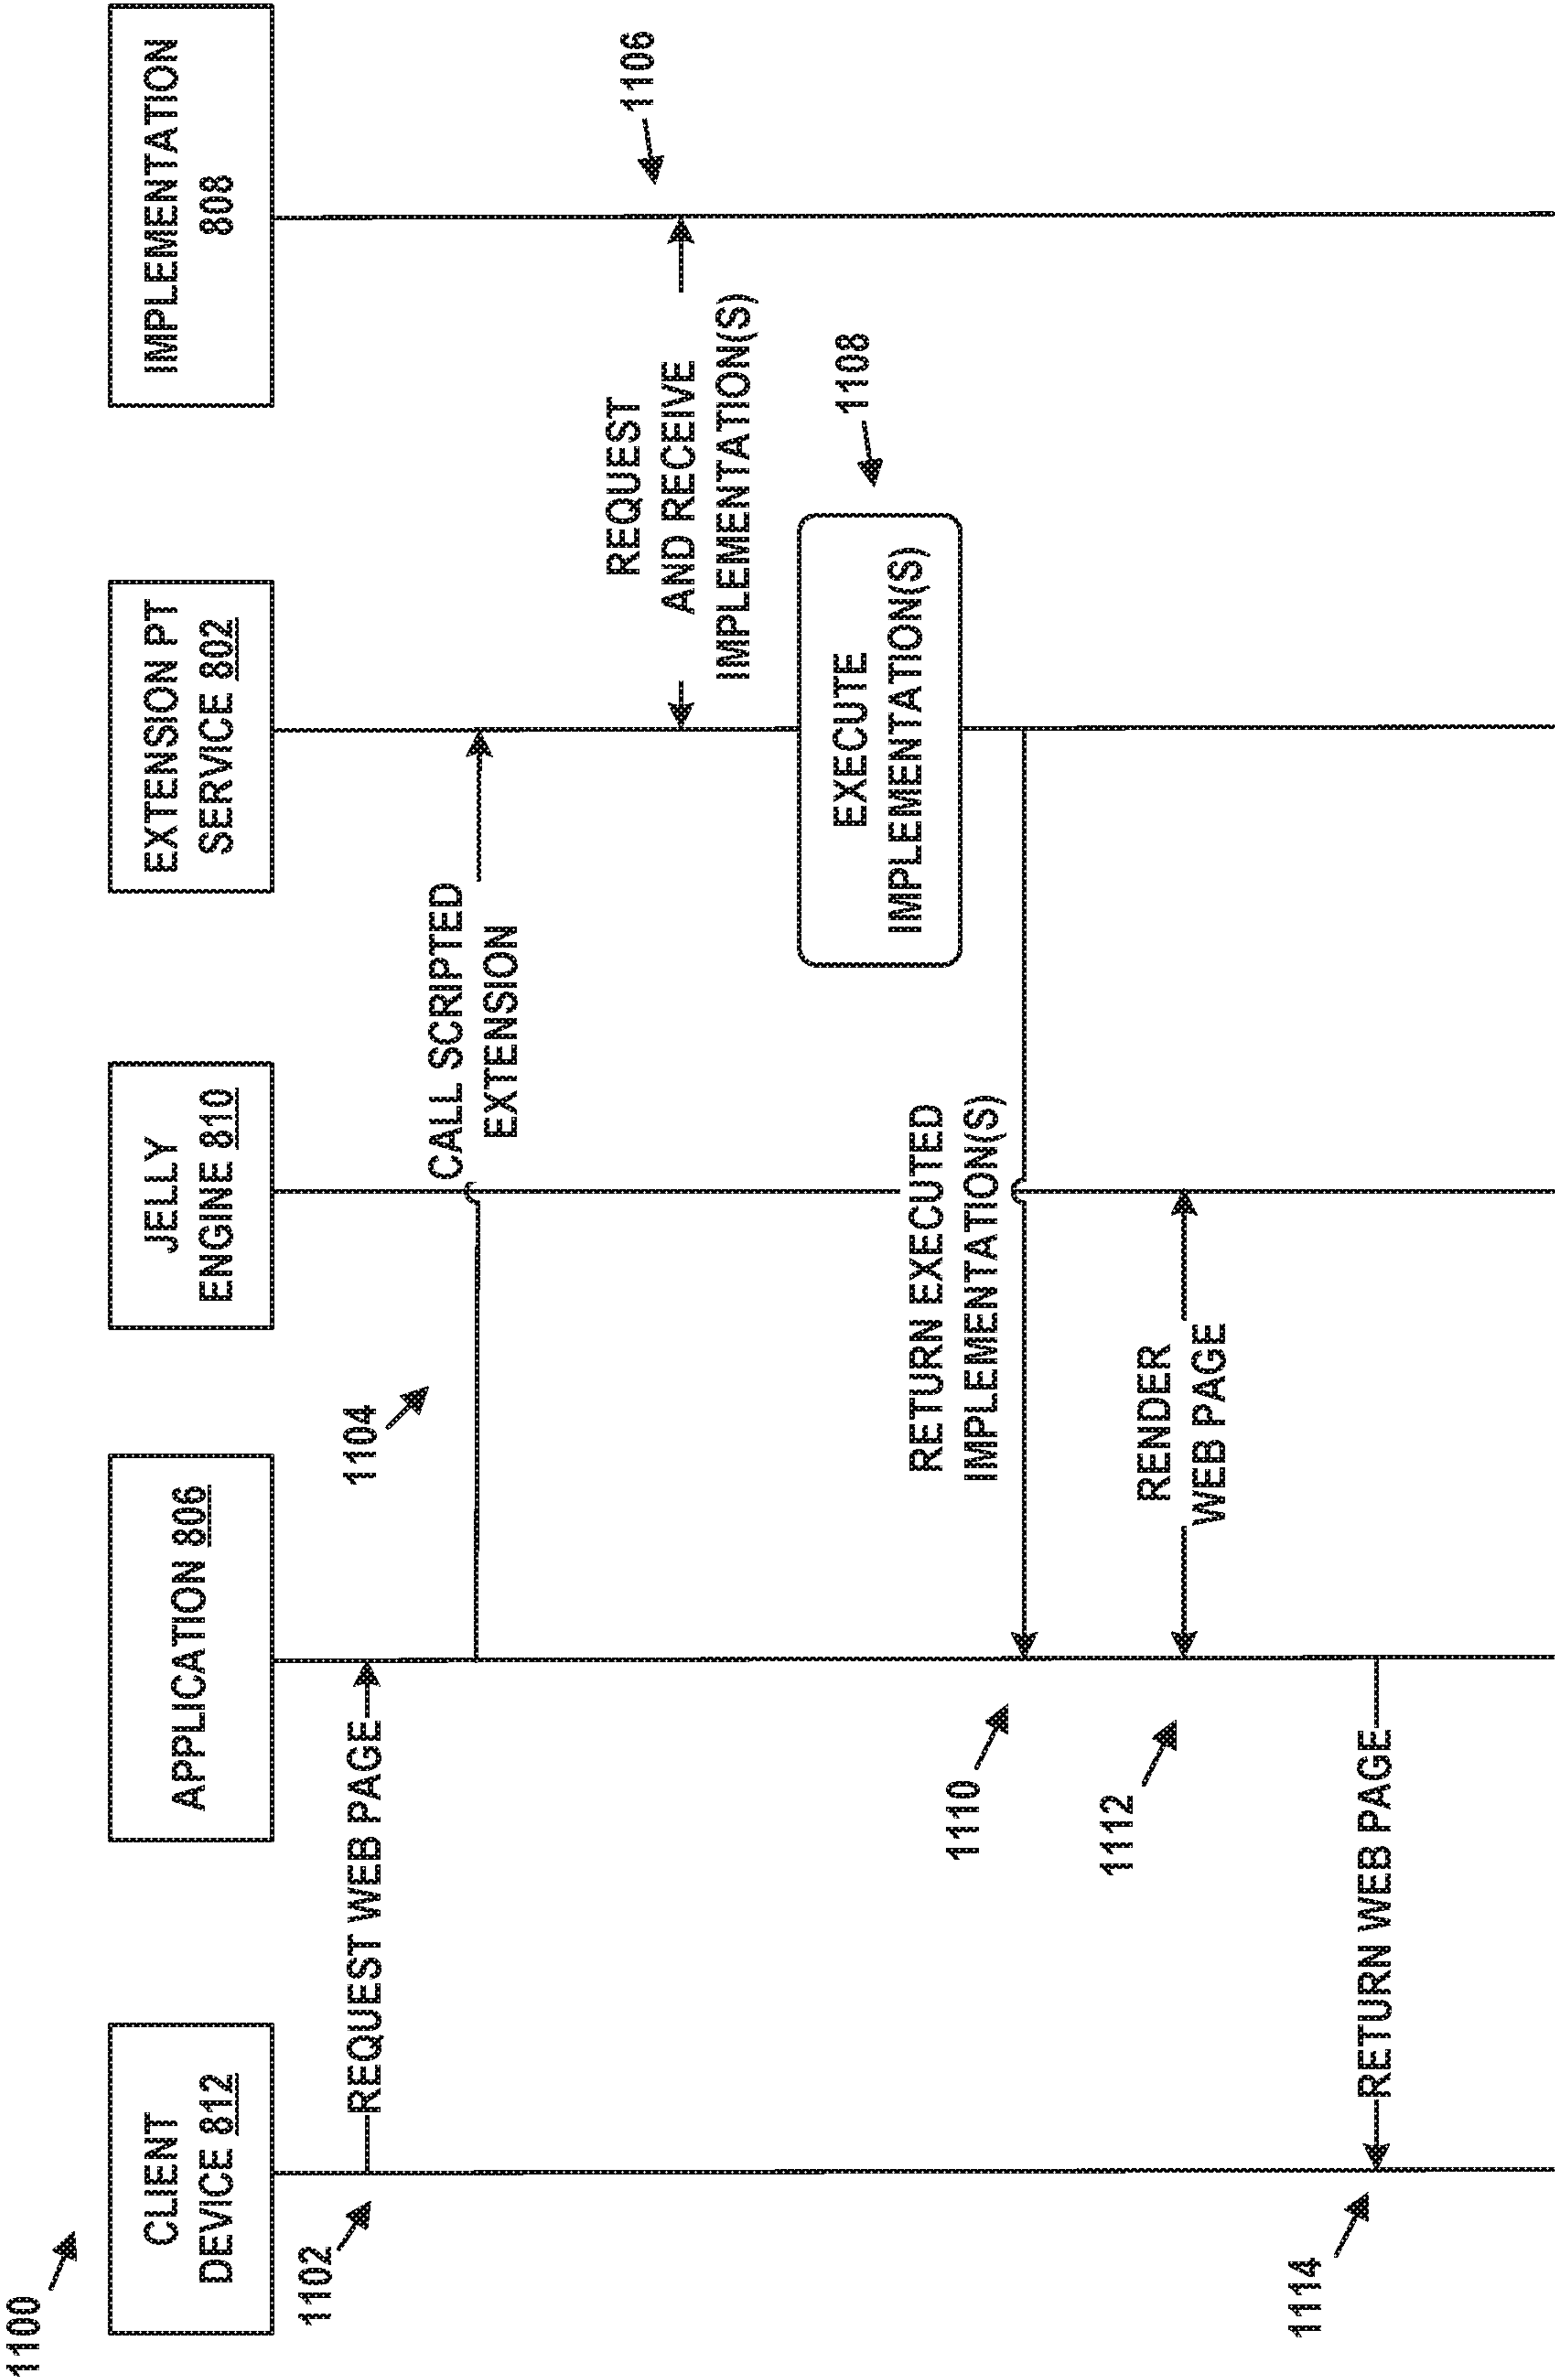 1100
CLIENT
DEVICE 812
APPLICATION 806
JELLY
ENGINE 810
EXTENSION PT
SERVICE 802
IMPLEMENTATION
808
1102
REQUEST WEB PAGE
1104
CALL SCRIPTED
EXTENSION
REQUEST
AND RECEIVE
IMPLEMENTATION(S)
1106
EXECUTE
IMPLEMENTATION(S)
1108
RETURN EXECUTED
IMPLEMENTATION(S)
1110
RENDER
WEB PAGE
1112
RETURN WEB PAGE
1114